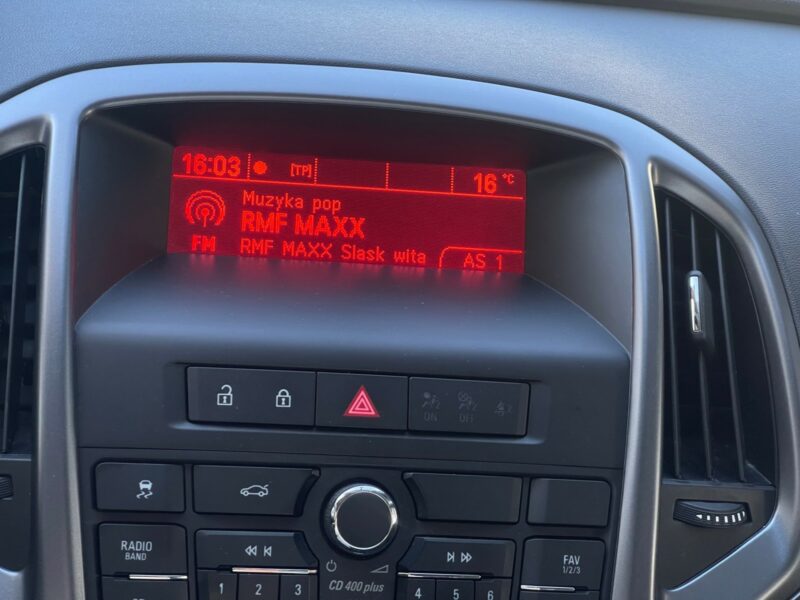 16:03 [TP] 16 °C
Muzyka pop
RMF MAXX
FM RMF MAXX Slask wita AS 1
ON OFF
RADIO
BAND
FAV
1/2/3
1 2 3 CD 400 plus 4 5 6